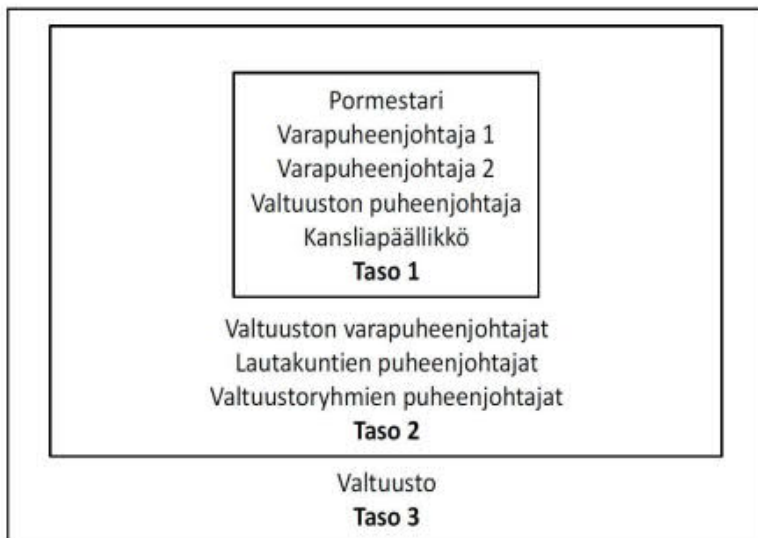 Pormestari
Varapuheenjohtaja 1
Varapuheenjohtaja 2
Valtuuston puheenjohtaja
Kansliapäällikkö
Taso 1
Valtuuston varapuheenjohtajat
Lautakuntien puheenjohtajat
Valtuustoryhmien puheenjohtajat
Taso 2
Valtuusto
Taso 3